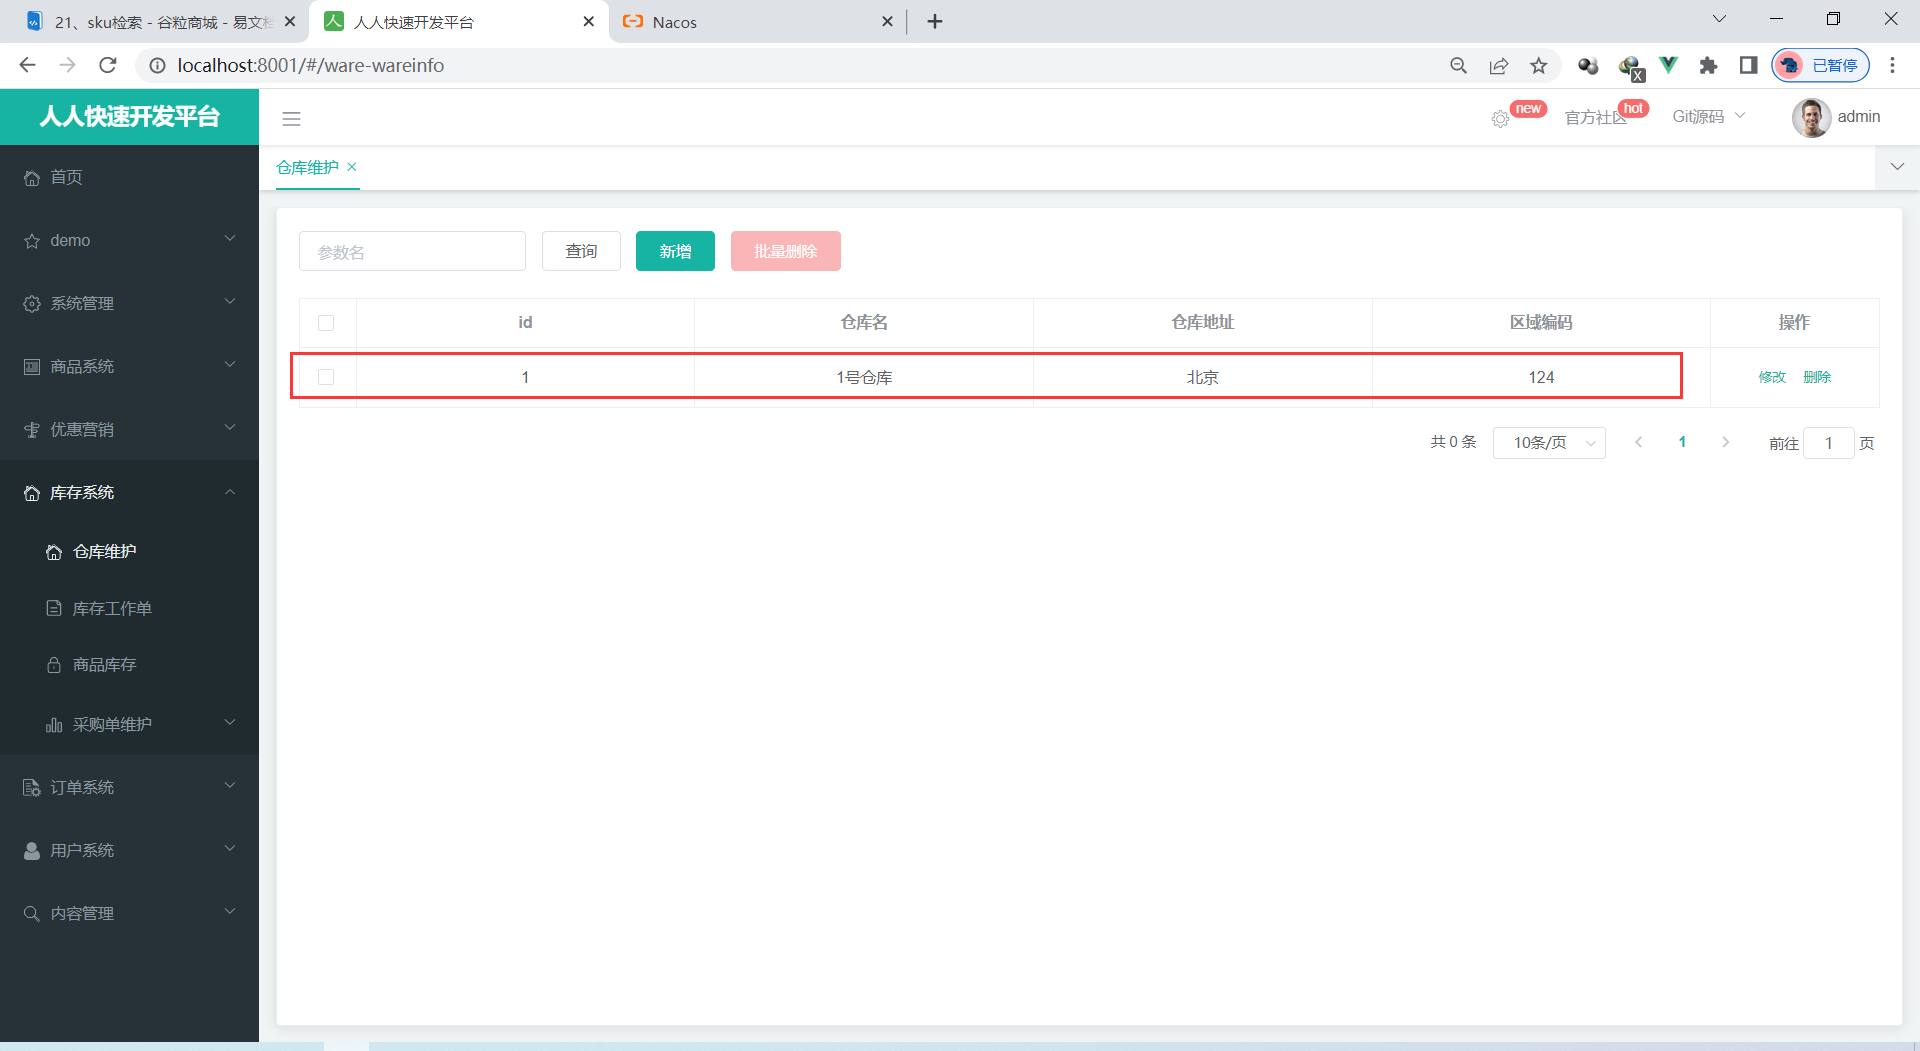 21、sku检索 - 谷粒商城 - 易文档
人人快速开发平台
Nacos
localhost:8001/#/ware-wareinfo
已暂停
人人快速开发平台
new
官方社区
hot
Git源码
admin
仓库维护
首页
demo
系统管理
商品系统
优惠营销
库存系统
仓库维护
库存工作单
商品库存
采购单维护
订单系统
用户系统
内容管理
参数名
查询
新增
批量删除
id
仓库名
仓库地址
区域编码
操作
1
1号仓库
北京
124
修改
删除
共 0 条
10条/页
1
前往
1
页